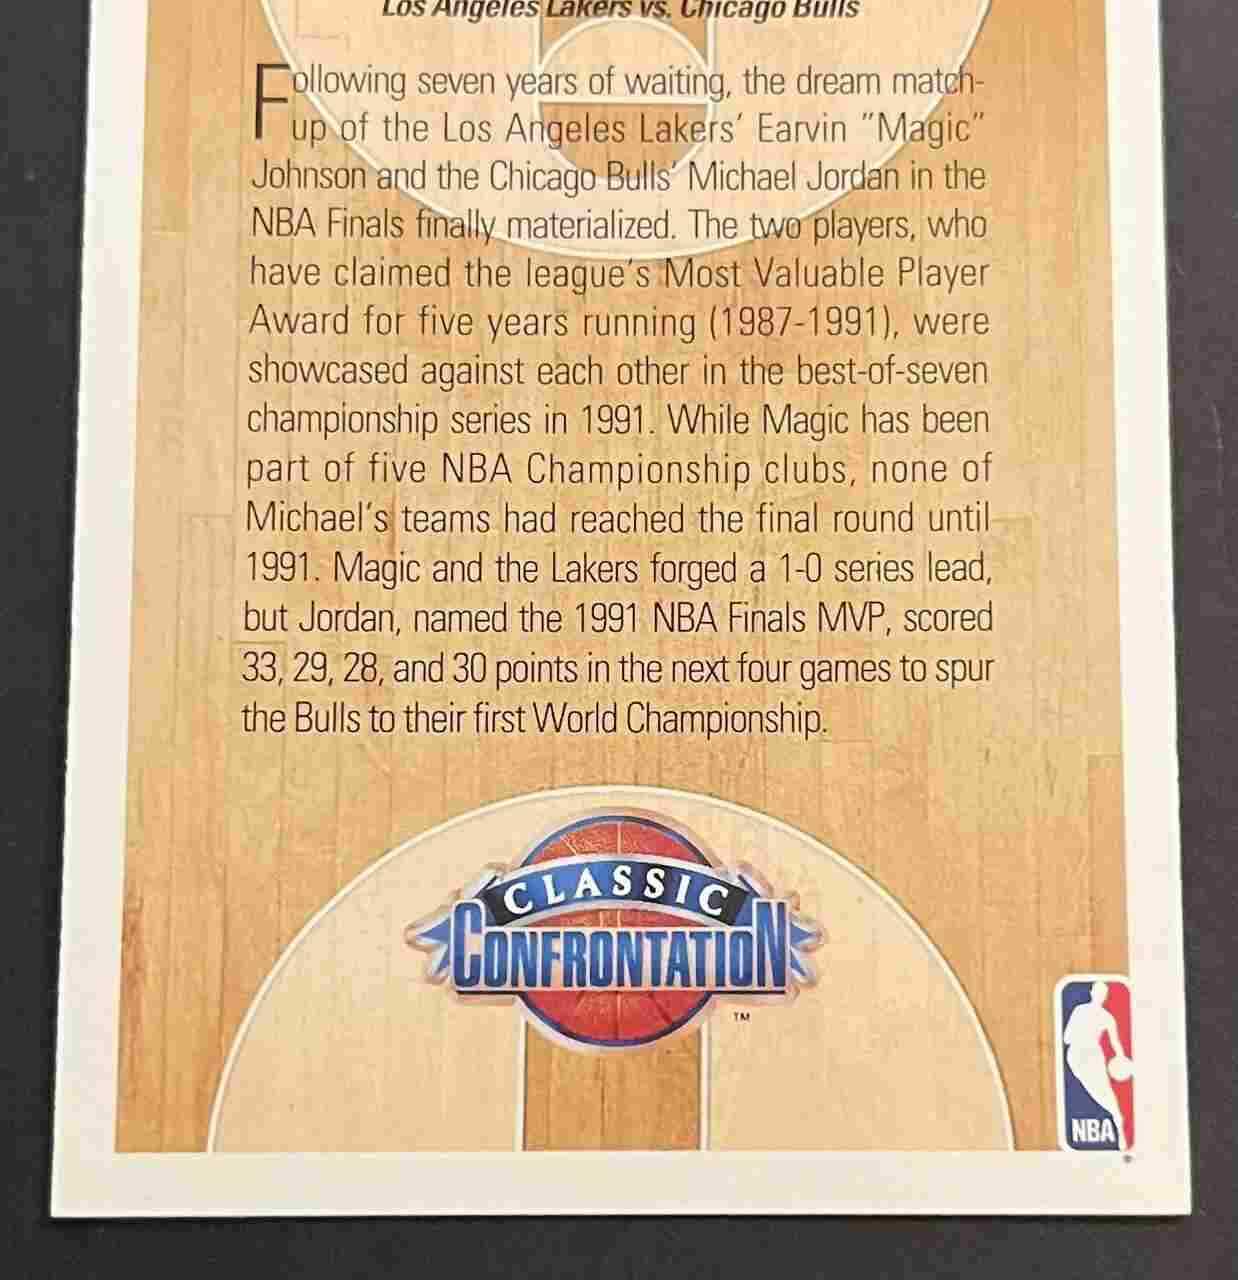 Los Angeles Lakers vs. Chicago Bulls
Following seven years of waiting, the dream match-
up of the Los Angeles Lakers' Earvin "Magic"
Johnson and the Chicago Bulls' Michael Jordan in the
NBA Finals finally materialized. The two players, who
have claimed the league's Most Valuable Player
Award for five years running (1987-1991), were
showcased against each other in the best-of-seven
championship series in 1991. While Magic has been
part of five NBA Championship clubs, none of
Michael's teams had reached the final round until
1991. Magic and the Lakers forged a 1-0 series lead,
but Jordan, named the 1991 NBA Finals MVP, scored
33, 29, 28, and 30 points in the next four games to spur
the Bulls to their first World Championship.
CLASSIC
CONFRONTATION
TM
NBA